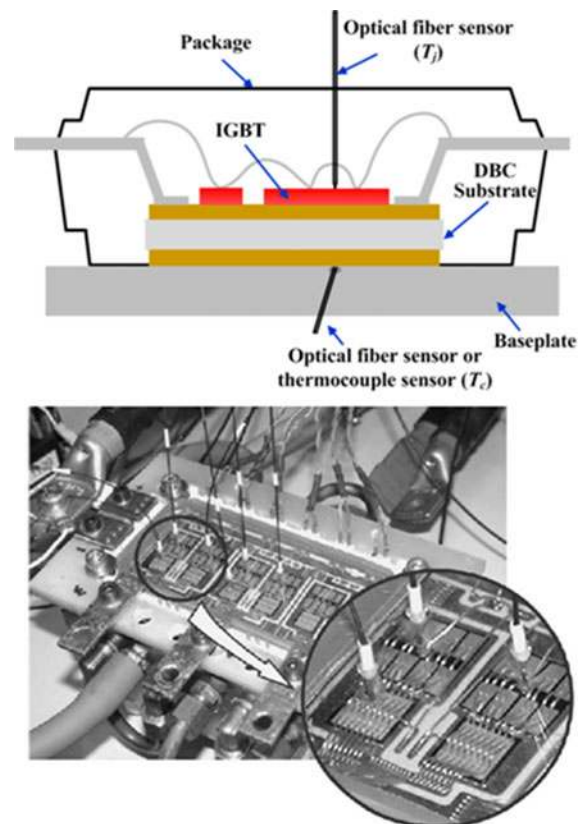 Optical fiber sensor
(Tj)
Package
IGBT
DBC
Substrate
Baseplate
Optical fiber sensor or
thermocouple sensor (Tc)